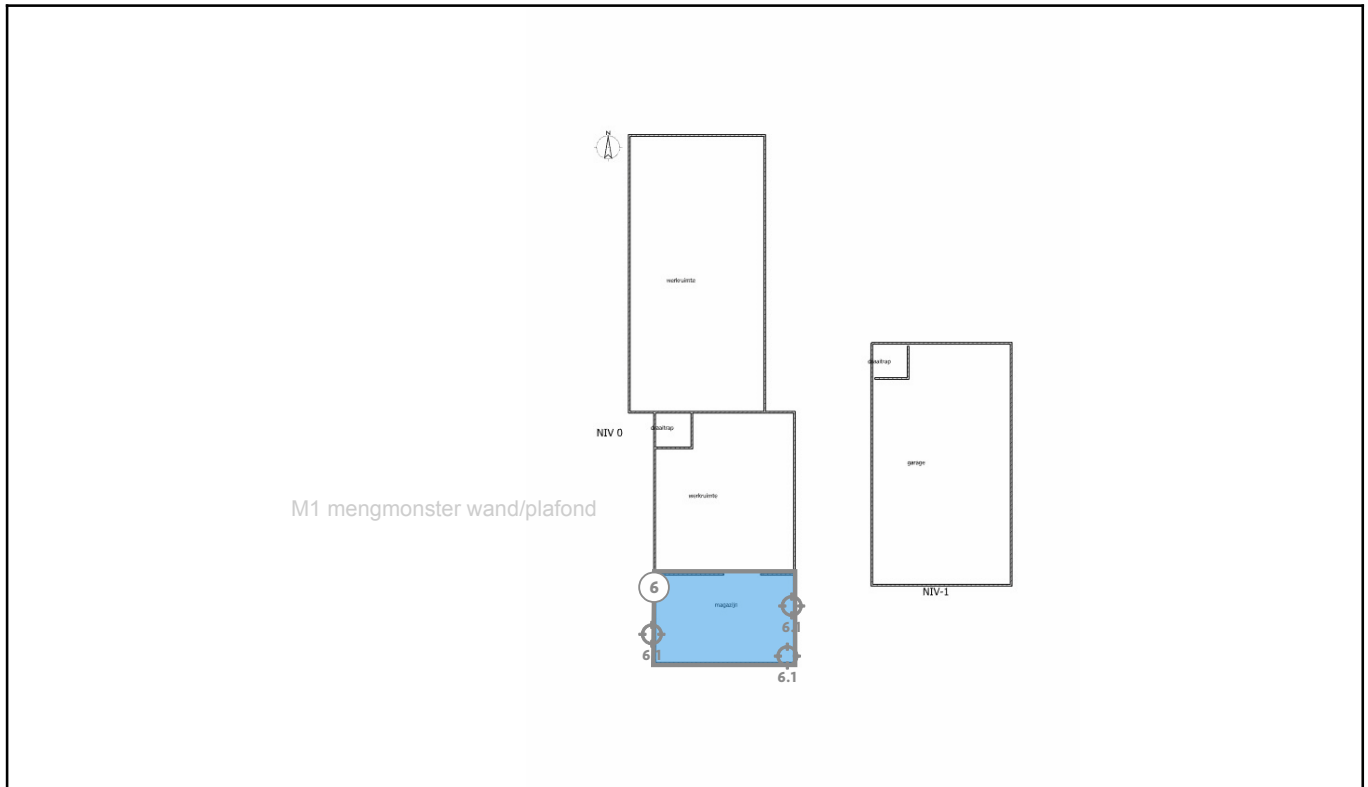 N
werkruimte
draaitrap
draaitrap
NIV 0
garage
werkruimte
M1 mengmonster wand/plafond
6
NIV-1
magazijn
6.1
6.1
6.1